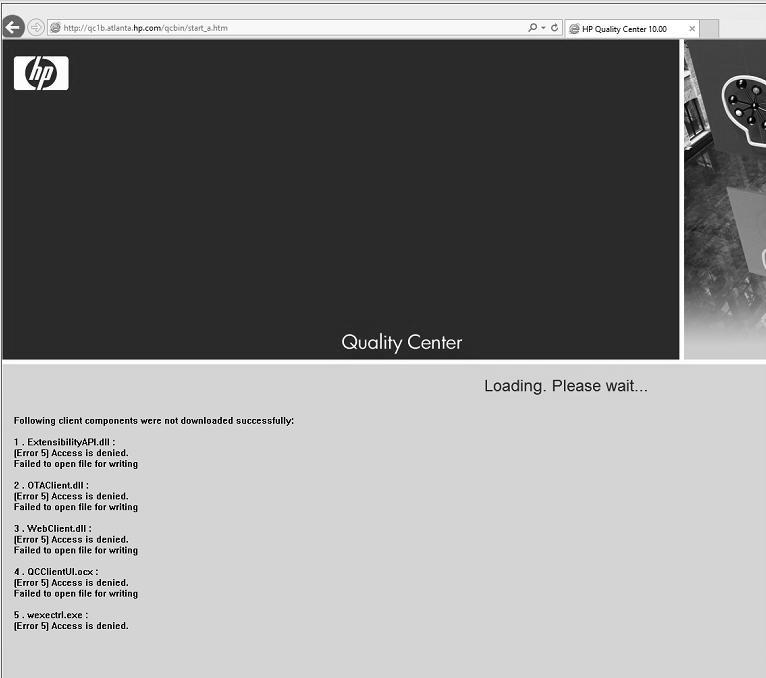 http://qc1b.atlanta.hp.com/qcbin/start_a.htm
HP Quality Center 10.00
hp
Quality Center
Loading. Please wait...
Following client components were not downloaded successfully:
1 . ExtensibilityAPI.dll :
[Error 5] Access is denied.
Failed to open file for writing
2 . OTAClient.dll :
[Error 5] Access is denied.
Failed to open file for writing
3 . WebClient.dll :
[Error 5] Access is denied.
Failed to open file for writing
4 . QCClientUI.ocx :
[Error 5] Access is denied.
Failed to open file for writing
5 . wexectrl.exe :
[Error 5] Access is denied.